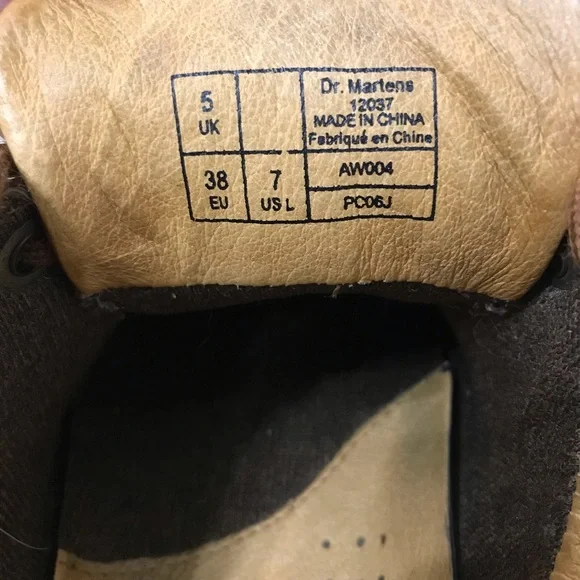 5
UK
Dr. Martens
12037
MADE IN CHINA
Fabriqué en Chine
38
EU
7
US L
AW004
PC06J